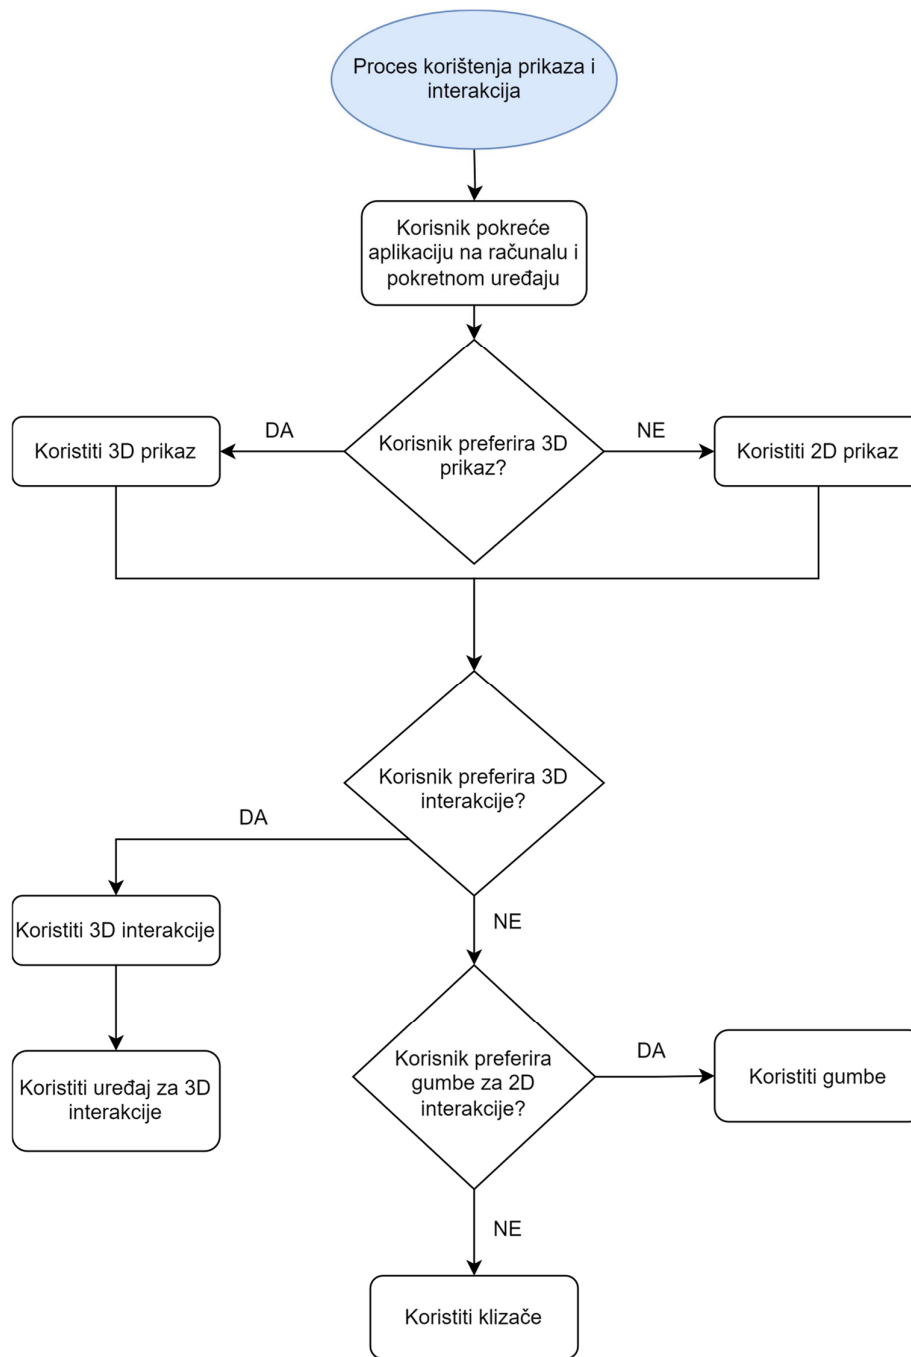 Proces korištenja prikaza i
interakcija
Korisnik pokreće
aplikaciju na računalu i
pokretnom uređaju
DA
Korisnik preferira 3D
prikaz?
NE
Koristiti 3D prikaz
Koristiti 2D prikaz
Korisnik preferira 3D
interakcije?
DA
NE
Koristiti 3D interakcije
Koristiti uređaj za 3D
interakcije
Korisnik preferira
gumbe za 2D
interakcije?
DA
Koristiti gumbe
NE
Koristiti klizače